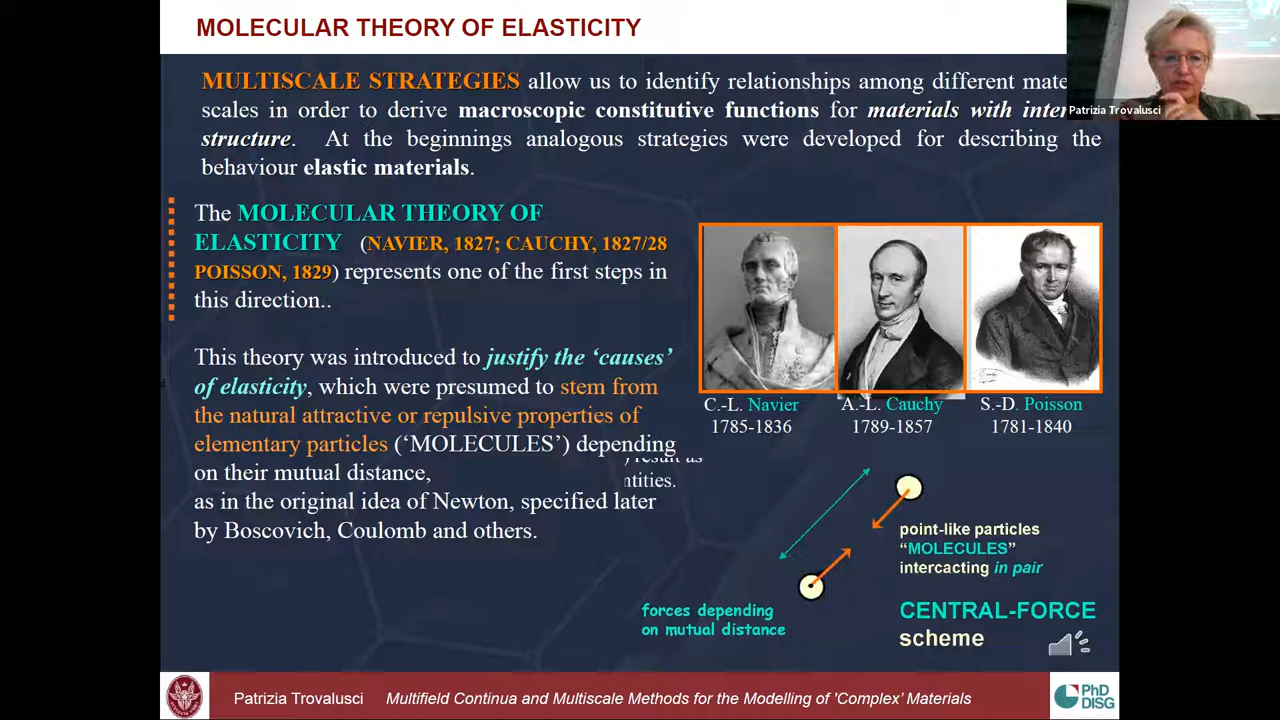 MOLECULAR THEORY OF ELASTICITY
MULTISCALE STRATEGIES allow us to identify relationships among different
scales in order to derive macroscopic constitutive functions for materials with
structure. At the beginnings analogous strategies were developed for describing the
behaviour elastic materials.
Patrizia Trovalusci
The MOLECULAR THEORY OF
ELASTICITY (NAVIER, 1827; CAUCHY, 1827/28
POISSON, 1829) represents one of the first steps in
this direction..
This theory was introduced to justify the ‘causes’
of elasticity, which were presumed to stem from
the natural attractive or repulsive properties of
elementary particles (‘MOLECULES’) depending
on their mutual distance,
as in the original idea of Newton, specified later
by Boscovich, Coulomb and others.
C.-L. Navier
1785-1836
A.-L. Cauchy
1789-1857
S.-D. Poisson
1781-1840
point-like particles
“MOLECULES”
intercacting in pair
forces depending
on mutual distance
CENTRAL-FORCE
scheme
Patrizia Trovalusci Multifield Continua and Multiscale Methods for the Modelling of 'Complex’ Materials
PhD
DISG